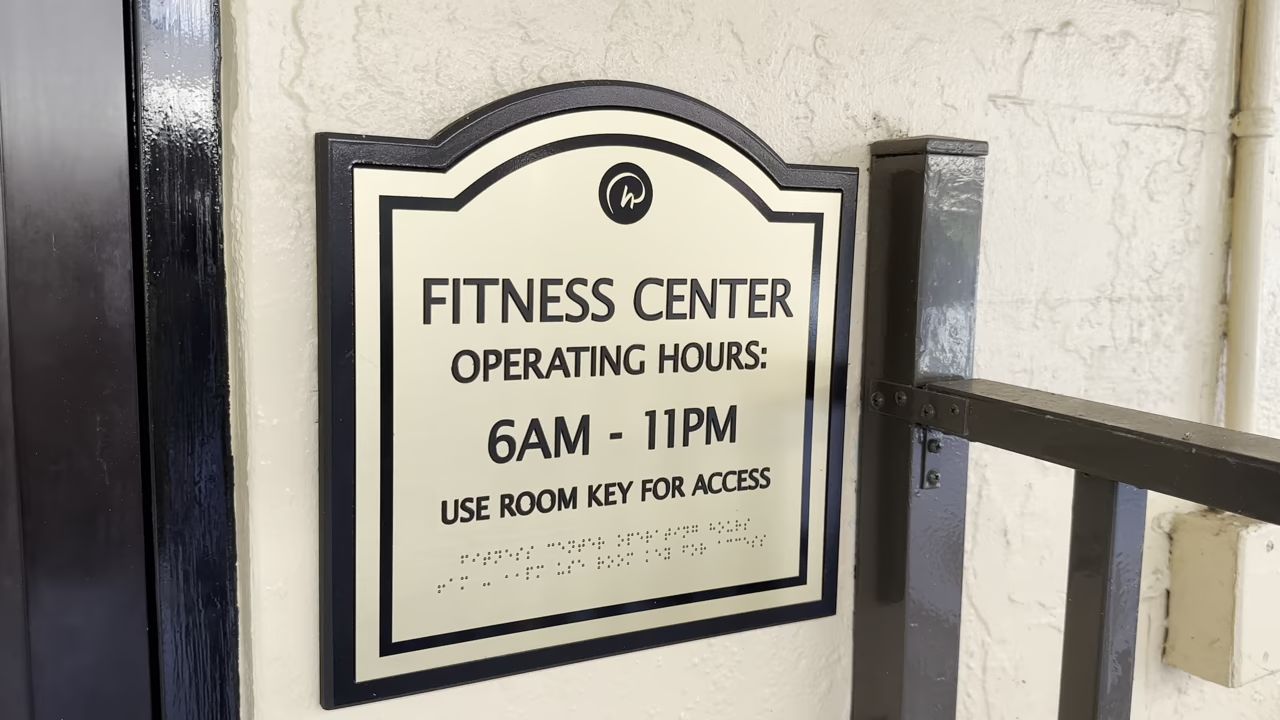 FITNESS CENTER
OPERATING HOURS:
6AM - 11PM
USE ROOM KEY FOR ACCESS